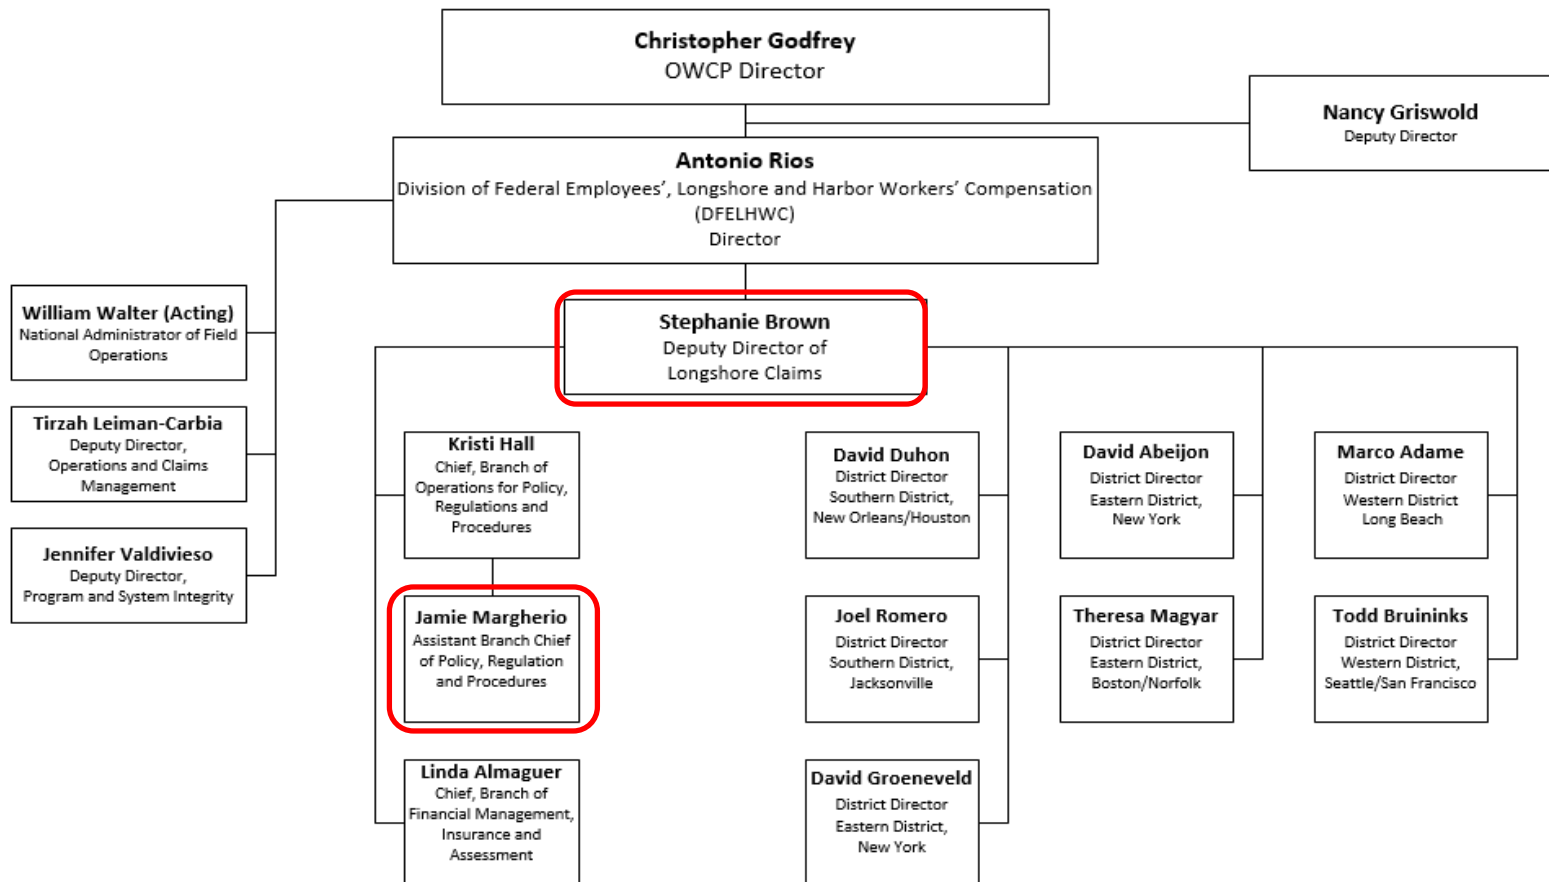 Christopher Godfrey
OWCP Director
Nancy Griswold
Deputy Director
Antonio Rios
Division of Federal Employees’, Longshore and Harbor Workers’ Compensation
(DFELHWC)
Director
William Walter (Acting)
National Administrator of Field
Operations
Tirzah Leiman-Carbia
Deputy Director,
Operations and Claims
Management
Jennifer Valdivieso
Deputy Director,
Program and System Integrity
Stephanie Brown
Deputy Director of
Longshore Claims
Kristi Hall
Chief, Branch of
Operations for Policy,
Regulations and
Procedures
Jamie Margherio
Assistant Branch Chief
of Policy, Regulation
and Procedures
Linda Almaguer
Chief, Branch of
Financial Management,
Insurance and
Assessment
David Duhon
District Director
Southern District,
New Orleans/Houston
Joel Romero
District Director
Southern District,
Jacksonville
David Groeneveld
District Director
Eastern District,
New York
David Abeijon
District Director
Eastern District,
New York
Theresa Magyar
District Director
Eastern District,
Boston/Norfolk
Marco Adame
District Director
Western District
Long Beach
Todd Bruininks
District Director
Western District,
Seattle/San Francisco